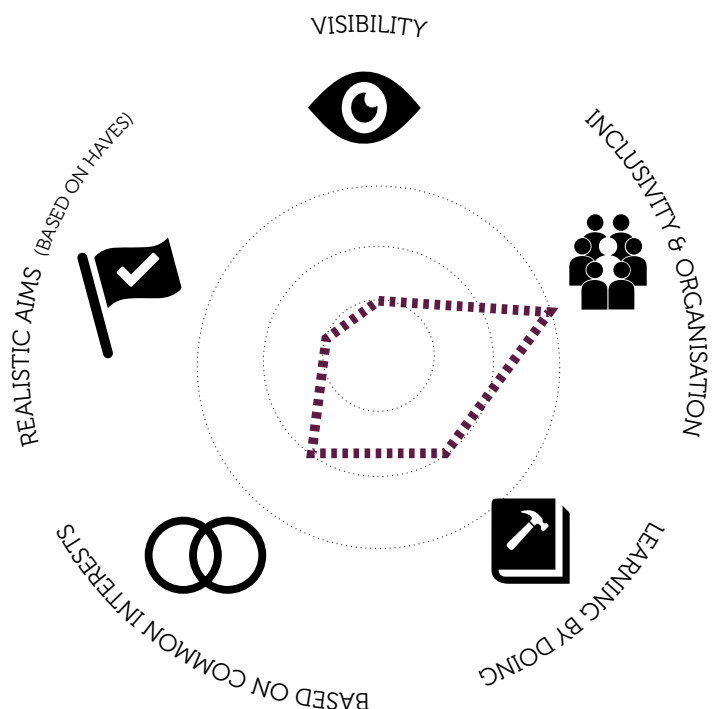 VISIBILITY
INCLUSIVITY & ORGANISATION
LEARNING BY DOING
BASED ON COMMON INTERESTS
REALISTIC AIMS (BASED ON HAVES)